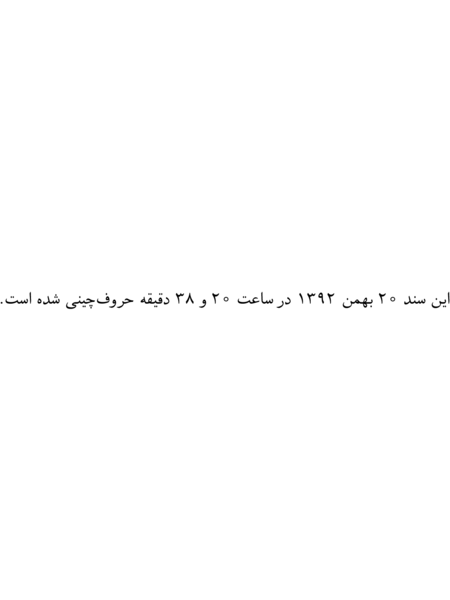 این سند ۲۰ بهمن ۱۳۹۲ در ساعت ۲۰ و ۳۸ دقیقه حروف‌چینی شده است.